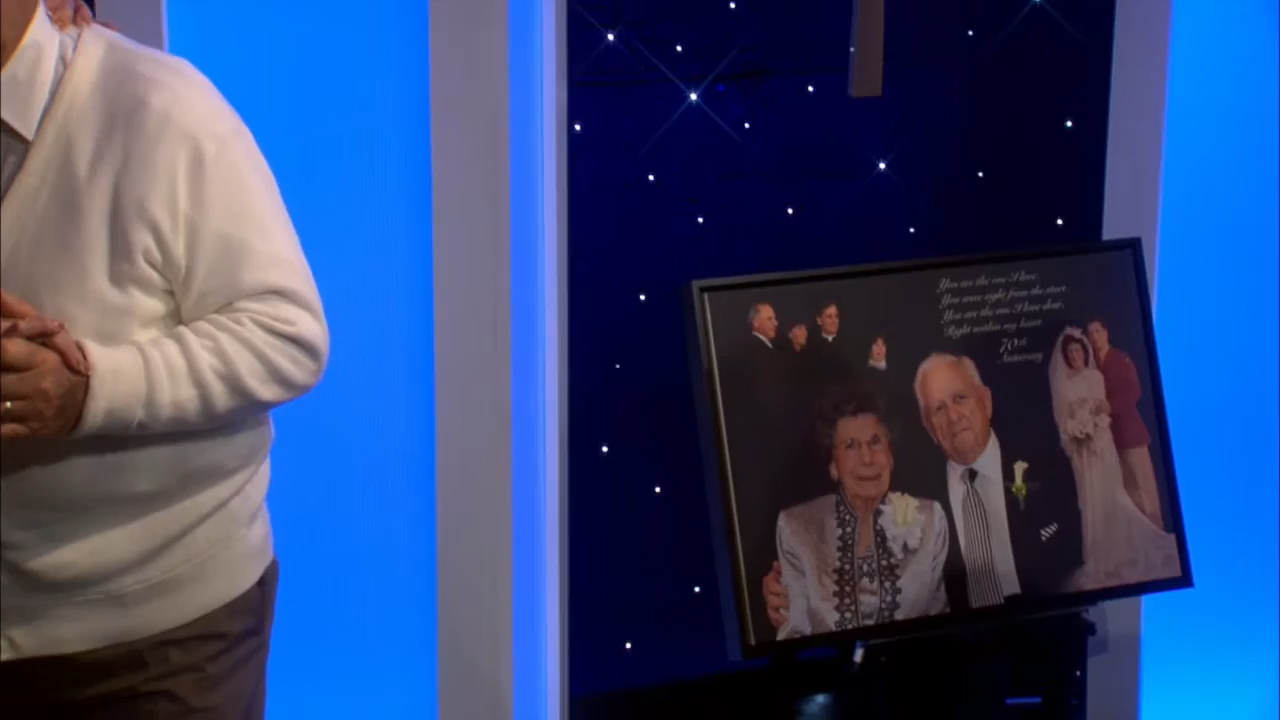 You are the one I love,
You were right from the start.
You are the one I love dear,
Right within my heart.
70th
Anniversary